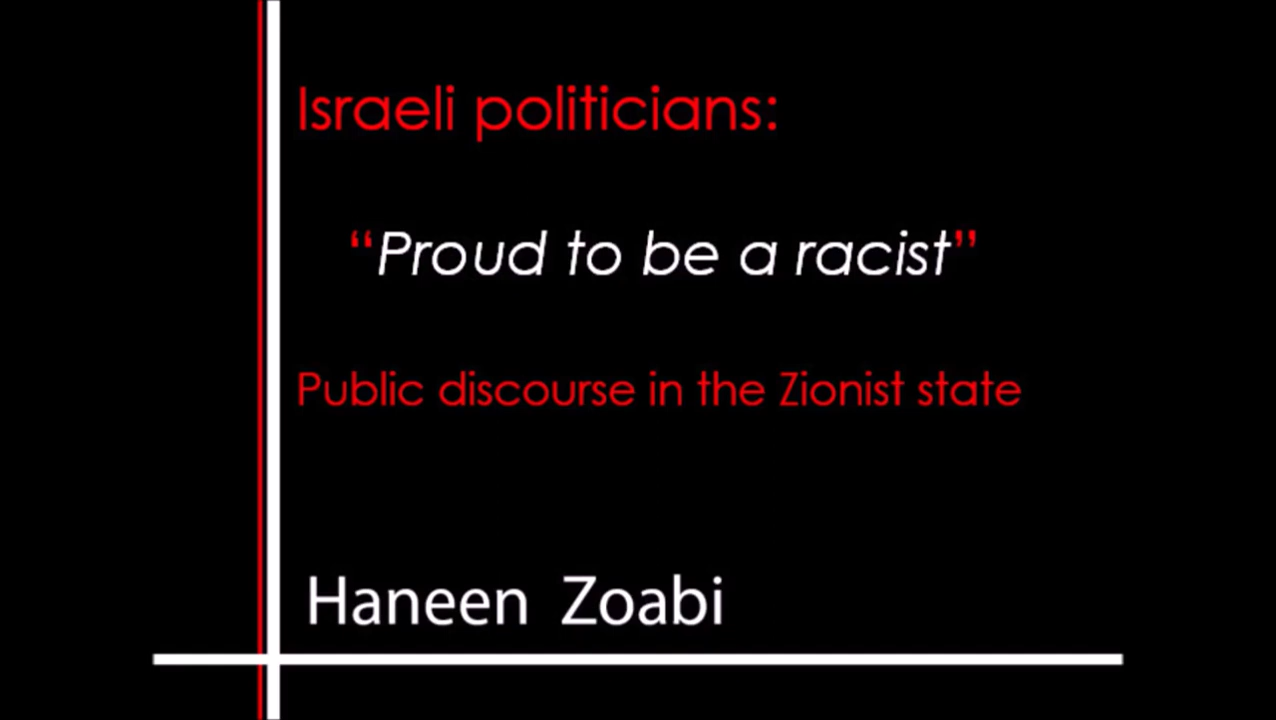 Israeli politicians:
“Proud to be a racist”
Public discourse in the Zionist state
Haneen Zoabi